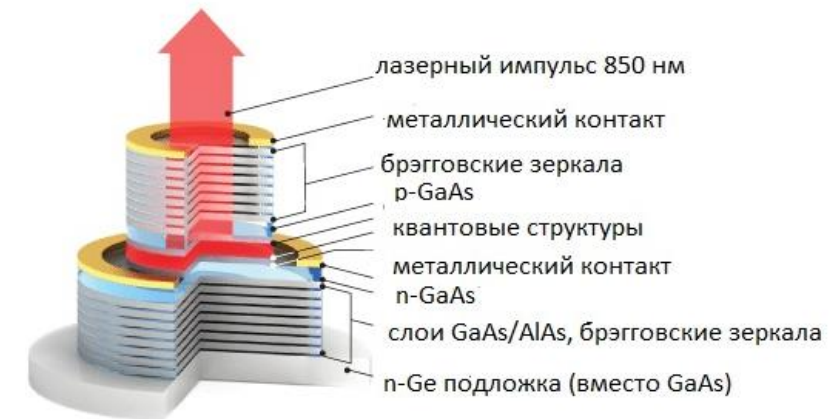 лазерный импульс 850 нм
металлический контакт
брэгговские зеркала
p-GaAs
квантовые структуры
металлический контакт
n-GaAs
слои GaAs/AlAs, брэгговские зеркала
n-Ge подложка (вместо GaAs)